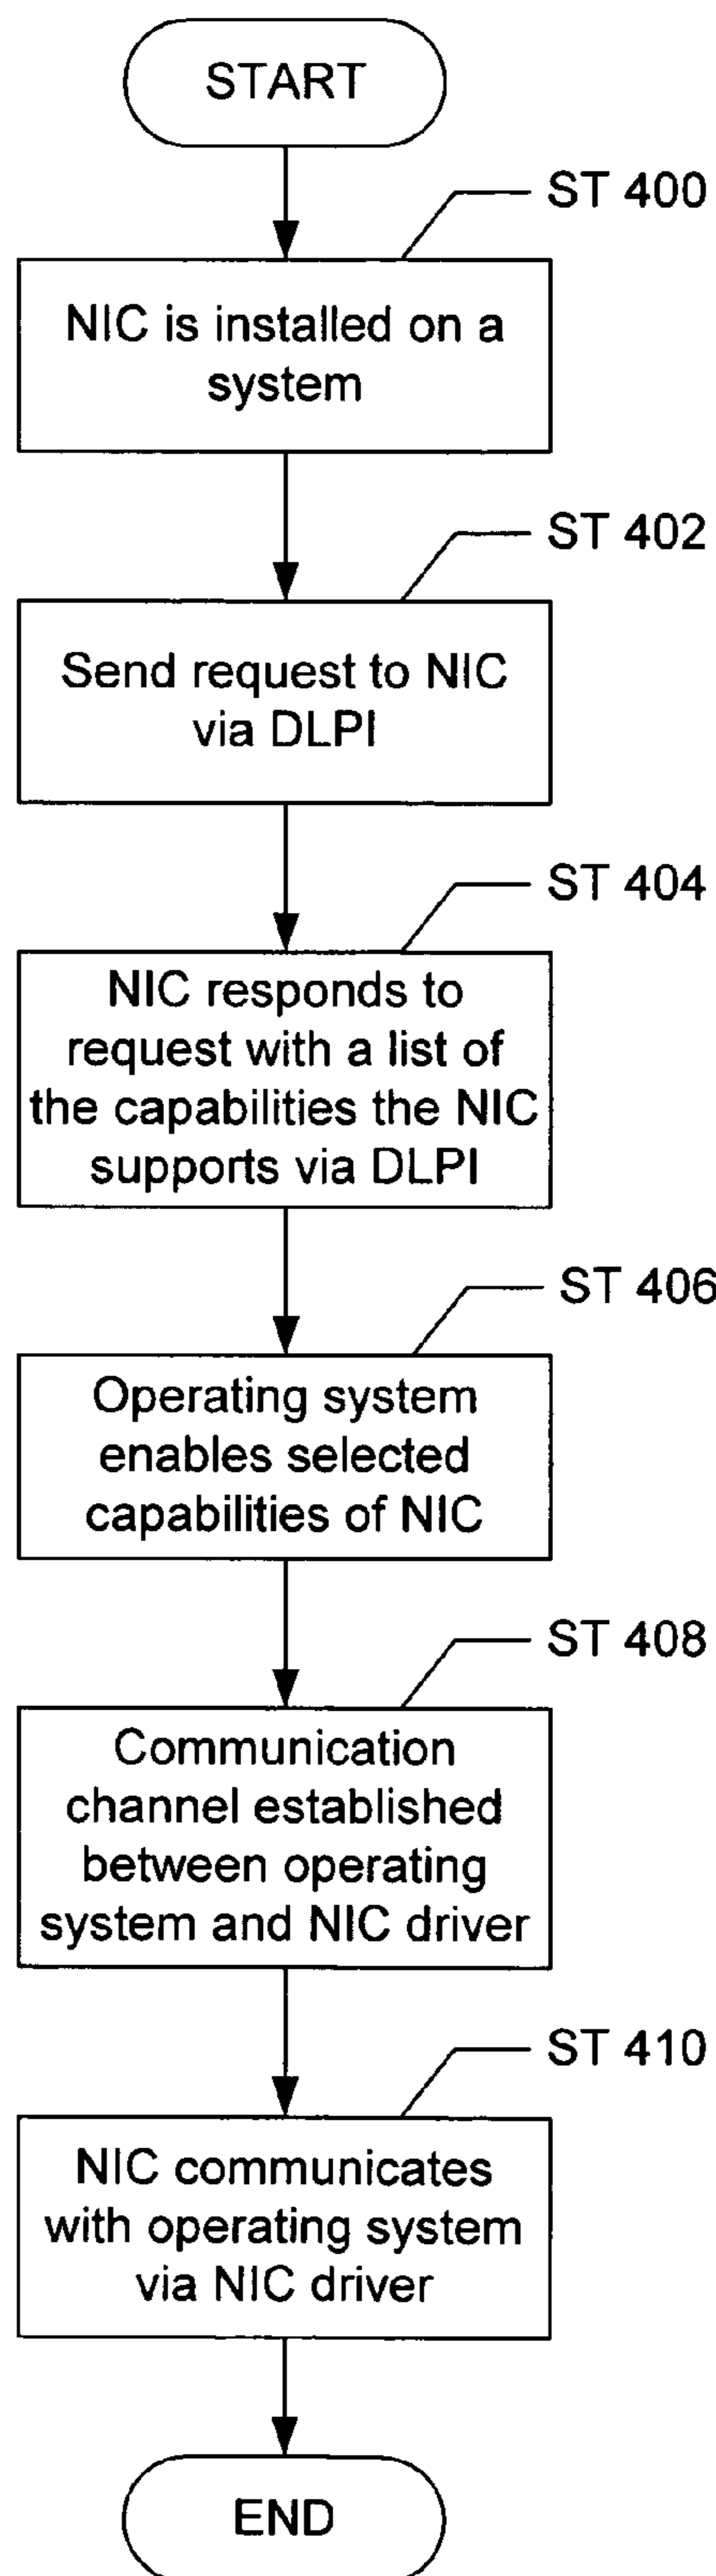 START
ST 400
NIC is installed on a
system
ST 402
Send request to NIC
via DLPI
ST 404
NIC responds to
request with a list of
the capabilities the NIC
supports via DLPI
ST 406
Operating system
enables selected
capabilities of NIC
ST 408
Communication
channel established
between operating
system and NIC driver
ST 410
NIC communicates
with operating system
via NIC driver
END